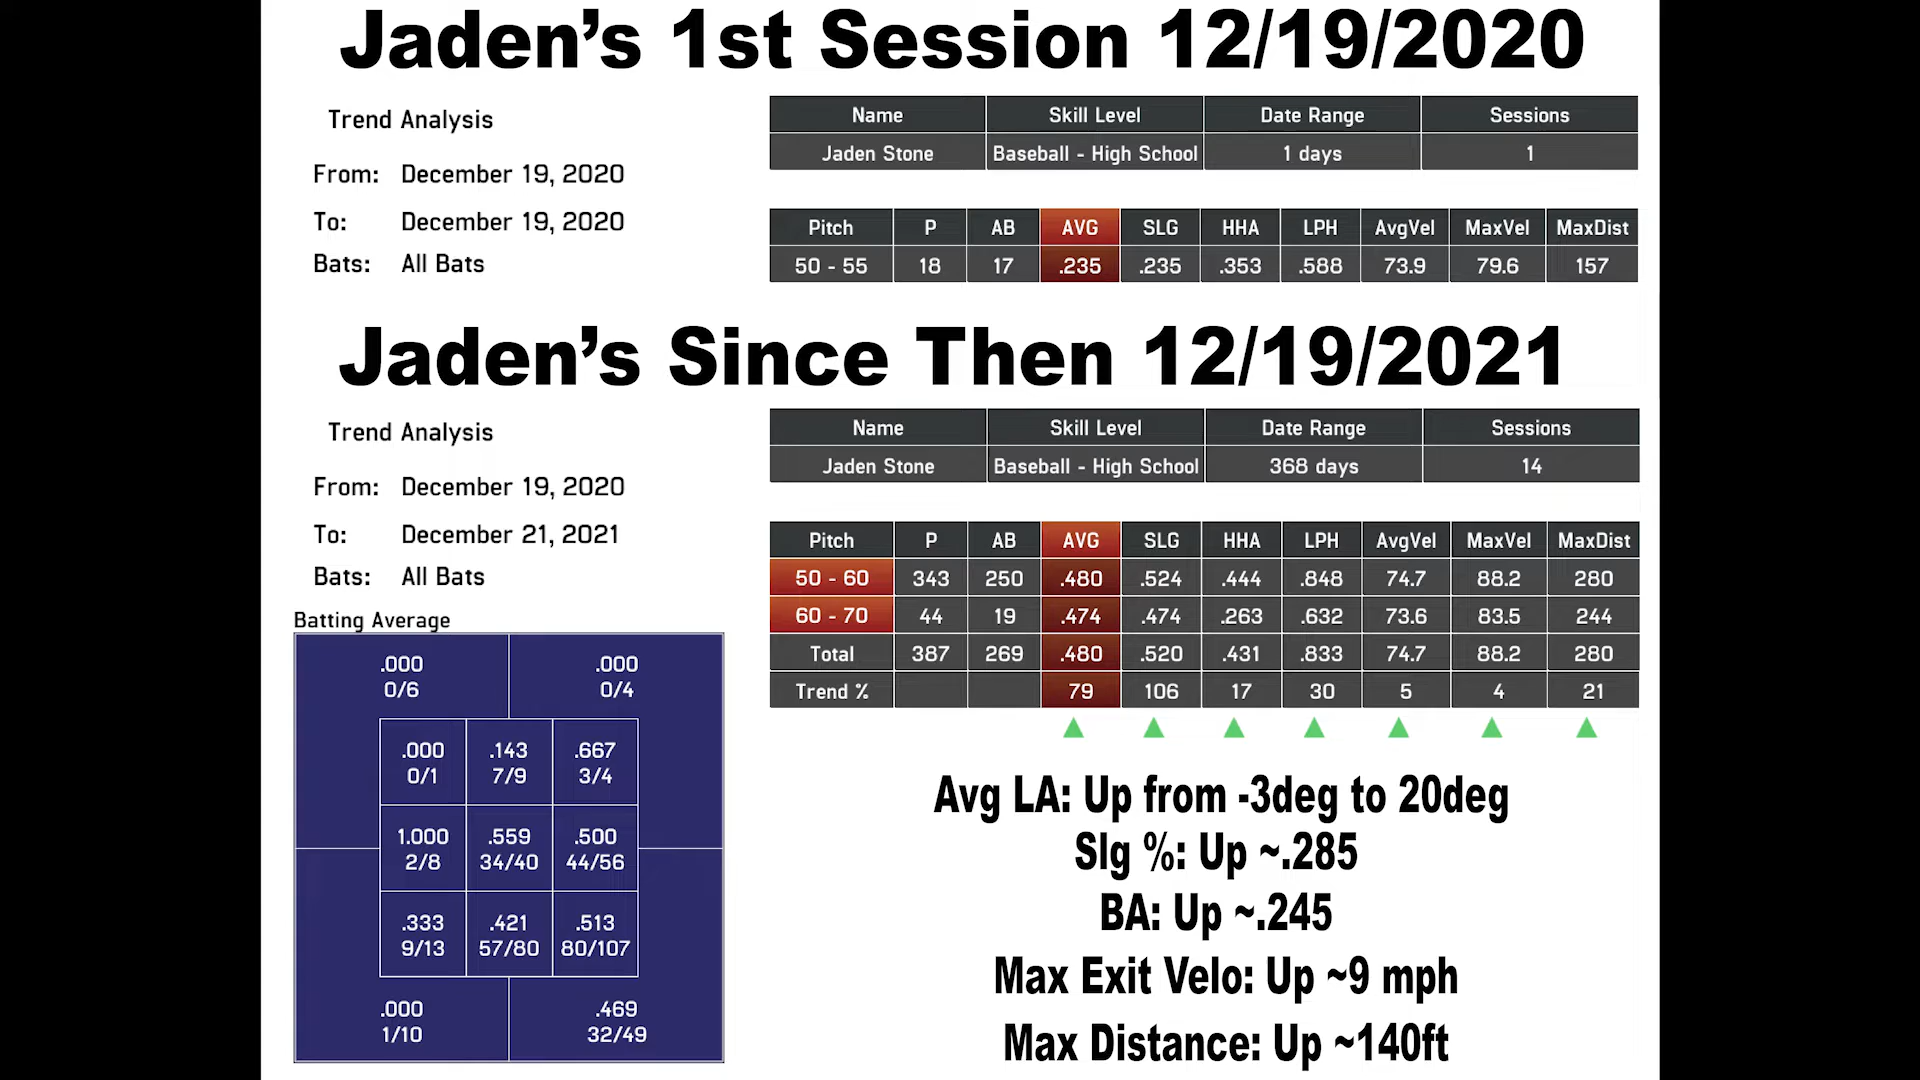 Jaden's 1st Session 12/19/2020
Trend Analysis
From: December 19, 2020
To: December 19, 2020
Bats: All Bats
Name Skill Level Date Range Sessions
Jaden Stone Baseball - High School 1 days 1
Pitch P AB AVG SLG HHA LPH AvgVel MaxVel MaxDist
50 - 55 18 17 .235 .235 .353 .588 73.9 79.6 157
Jaden's Since Then 12/19/2021
Trend Analysis
From: December 19, 2020
To: December 21, 2021
Bats: All Bats
Name Skill Level Date Range Sessions
Jaden Stone Baseball - High School 368 days 14
Pitch P AB AVG SLG HHA LPH AvgVel MaxVel MaxDist
50 - 60 343 250 .480 .524 .444 .848 74.7 88.2 280
60 - 70 44 19 .474 .474 .263 .632 73.6 83.5 244
Total 387 269 .480 .520 .431 .833 74.7 88.2 280
Trend % 79 106 17 30 5 4 21
Batting Average
.000 .000
0/6 0/4
.000 .143 .667
0/1 7/9 3/4
1.000 .559 .500
2/8 34/40 44/56
.333 .421 .513
9/13 57/80 80/107
.000 .469
1/10 32/49
Avg LA: Up from -3deg to 20deg
Slg %: Up ~.285
BA: Up ~.245
Max Exit Velo: Up ~9 mph
Max Distance: Up ~140ft